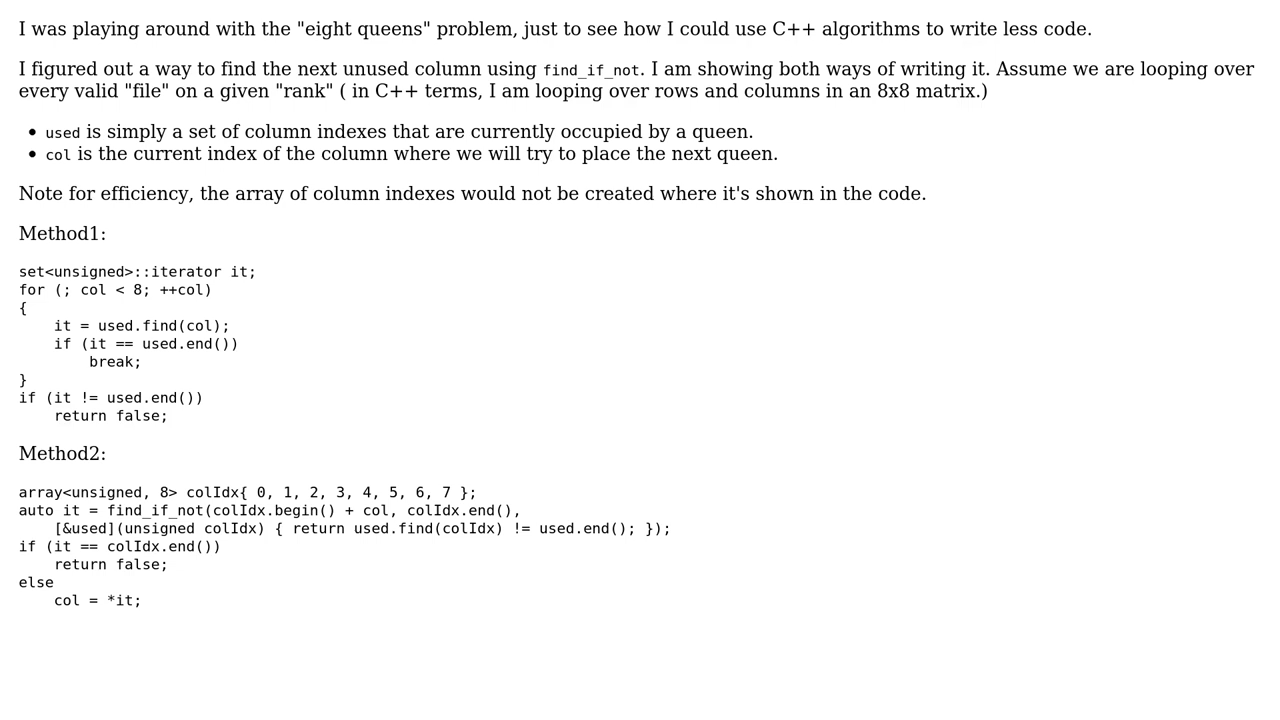 I was playing around with the "eight queens" problem, just to see how I could use C++ algorithms to write less code.
I figured out a way to find the next unused column using find_if_not. I am showing both ways of writing it. Assume we are looping over
every valid "file" on a given "rank" ( in C++ terms, I am looping over rows and columns in an 8x8 matrix.)
• used is simply a set of column indexes that are currently occupied by a queen.
• col is the current index of the column where we will try to place the next queen.
Note for efficiency, the array of column indexes would not be created where it's shown in the code.
Method1:
set<unsigned>::iterator it;
for (; col < 8; ++col)
{
    it = used.find(col);
    if (it == used.end())
        break;
}
if (it != used.end())
    return false;
Method2:
array<unsigned, 8> colIdx{ 0, 1, 2, 3, 4, 5, 6, 7 };
auto it = find_if_not(colIdx.begin() + col, colIdx.end(),
    [&used](unsigned colIdx) { return used.find(colIdx) != used.end(); });
if (it == colIdx.end())
    return false;
else
    col = *it;